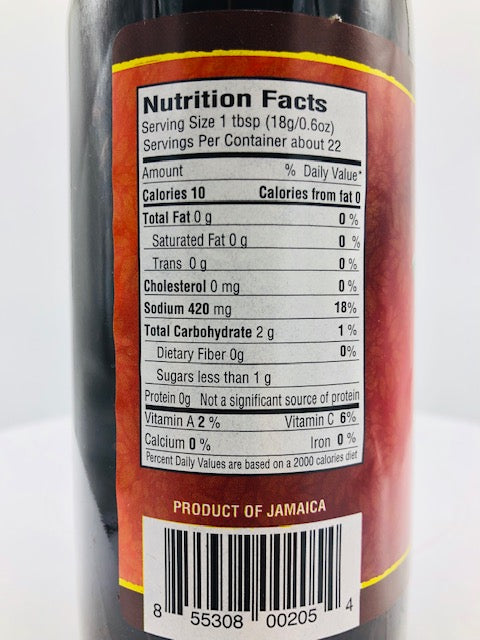 Nutrition Facts
Serving Size 1 tbsp (18g/0.6oz)
Servings Per Container about 22
Amount % Daily Value*
Calories 10 Calories from fat 0
Total Fat 0 g 0 %
Saturated Fat 0 g 0 %
Trans 0 g 0 %
Cholesterol 0 mg 0 %
Sodium 420 mg 18%
Total Carbohydrate 2 g 1 %
Dietary Fiber 0g 0%
Sugars less than 1 g
Protein 0g Not a significant source of protein
Vitamin A 2 % Vitamin C 6%
Calcium 0 % Iron 0 %
Percent Daily Values are based on a 2000 calories diet
PRODUCT OF JAMAICA
8 55308 00205 4